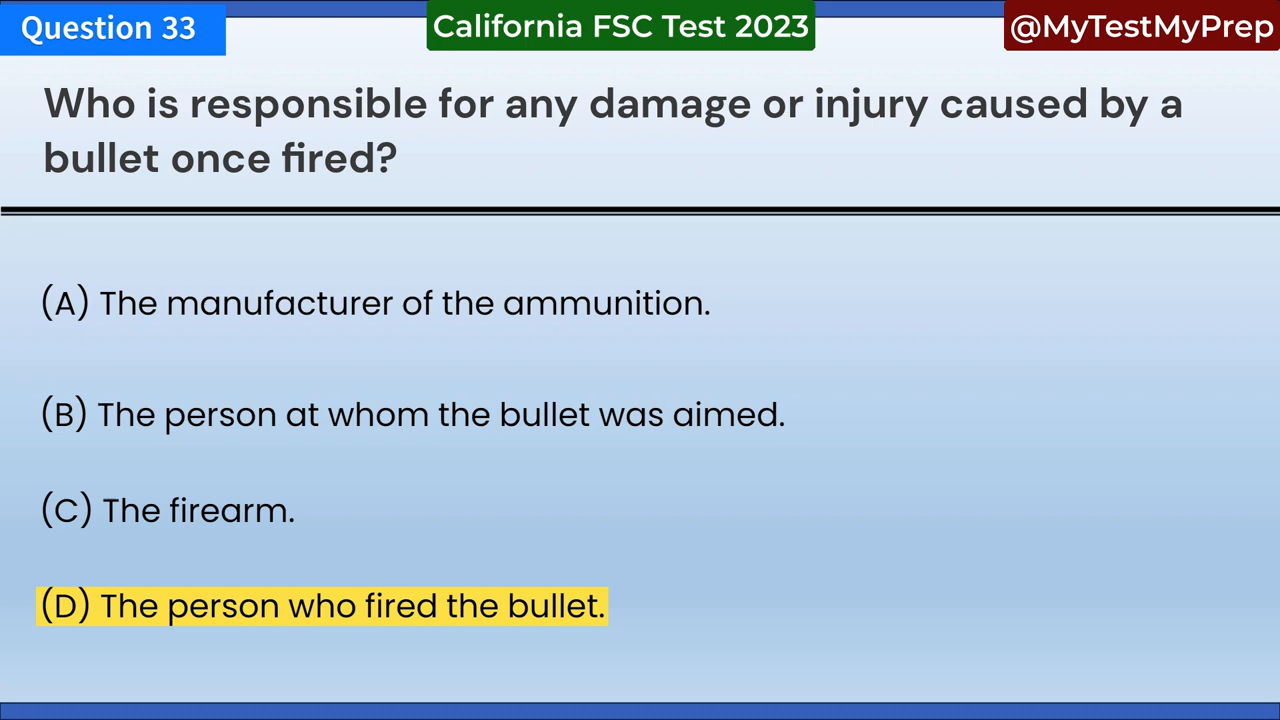 Question 33
California FSC Test 2023
@MyTestMyPrep
Who is responsible for any damage or injury caused by a
bullet once fired?
(A) The manufacturer of the ammunition.
(B) The person at whom the bullet was aimed.
(C) The firearm.
(D) The person who fired the bullet.